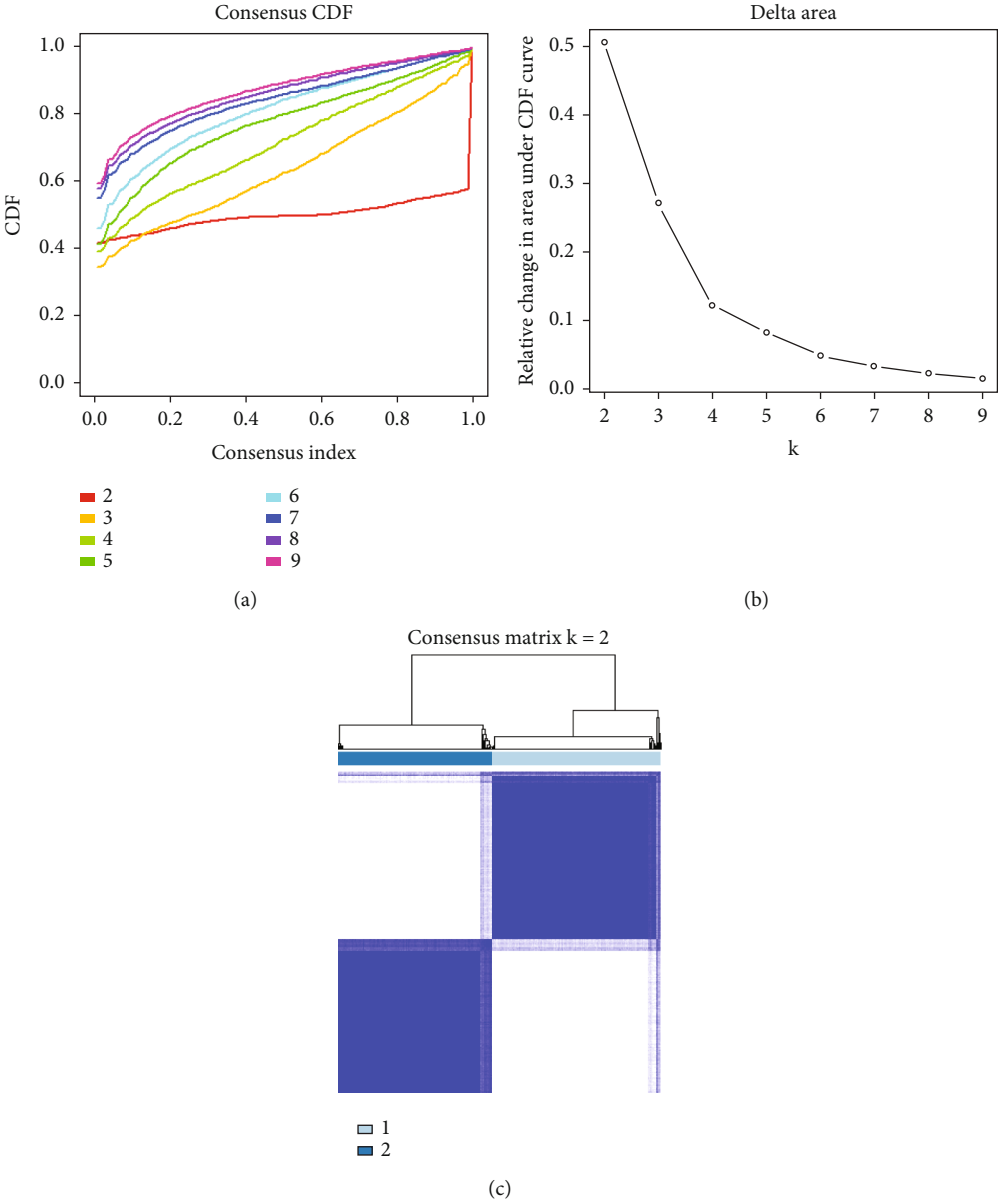 Consensus CDF
1.0
0.8
0.6
0.4
0.2
0.0
CDF
0.0 0.2 0.4 0.6 0.8 1.0
Consensus index
2
3
4
5
6
7
8
9
(a)
Delta area
0.5
0.4
0.3
0.2
0.1
0.0
Relative change in area under CDF curve
2 3 4 5 6 7 8 9
k
(b)
Consensus matrix k = 2
1
2
(c)